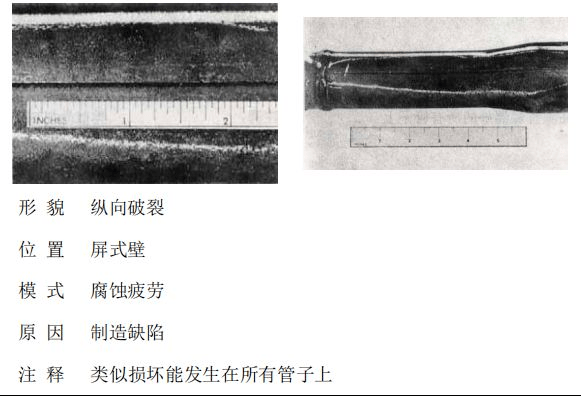 INCHES 1 2
1 2 3 4 5
形 貌 纵向破裂
位 置 屏式壁
模 式 腐蚀疲劳
原 因 制造缺陷
注 释 类似损坏能发生在所有管子上